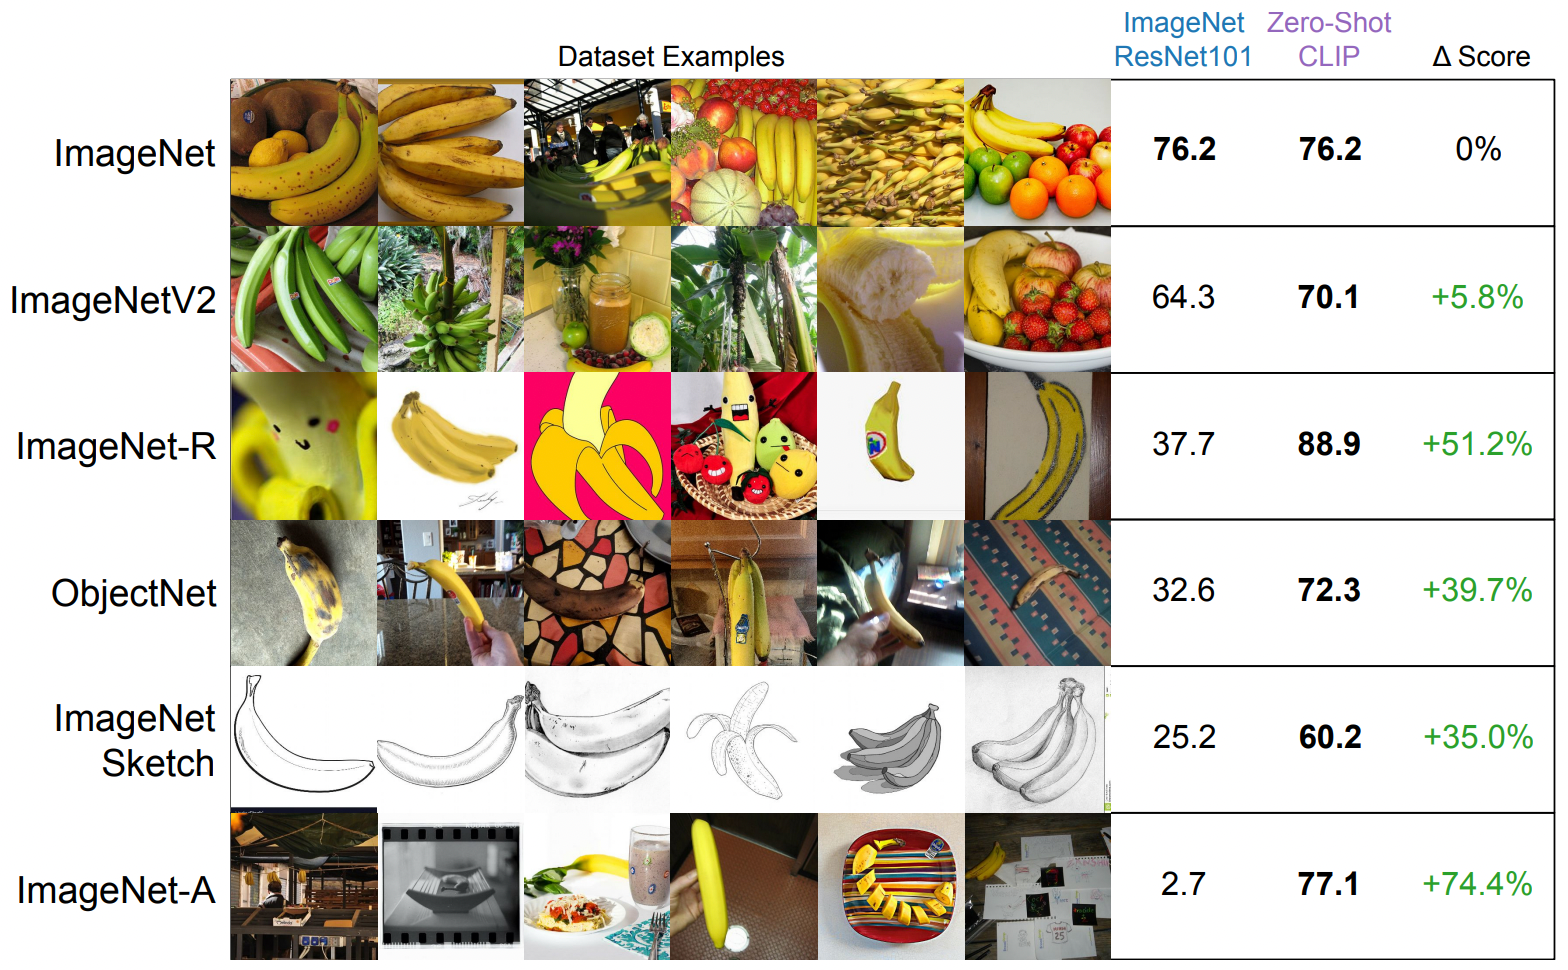 ImageNet Zero-Shot
Dataset Examples ResNet101 CLIP Δ Score
ImageNet 76.2 76.2 0%
ImageNetV2 64.3 70.1 +5.8%
ImageNet-R 37.7 88.9 +51.2%
ObjectNet 32.6 72.3 +39.7%
ImageNet
Sketch 25.2 60.2 +35.0%
ImageNet-A 2.7 77.1 +74.4%